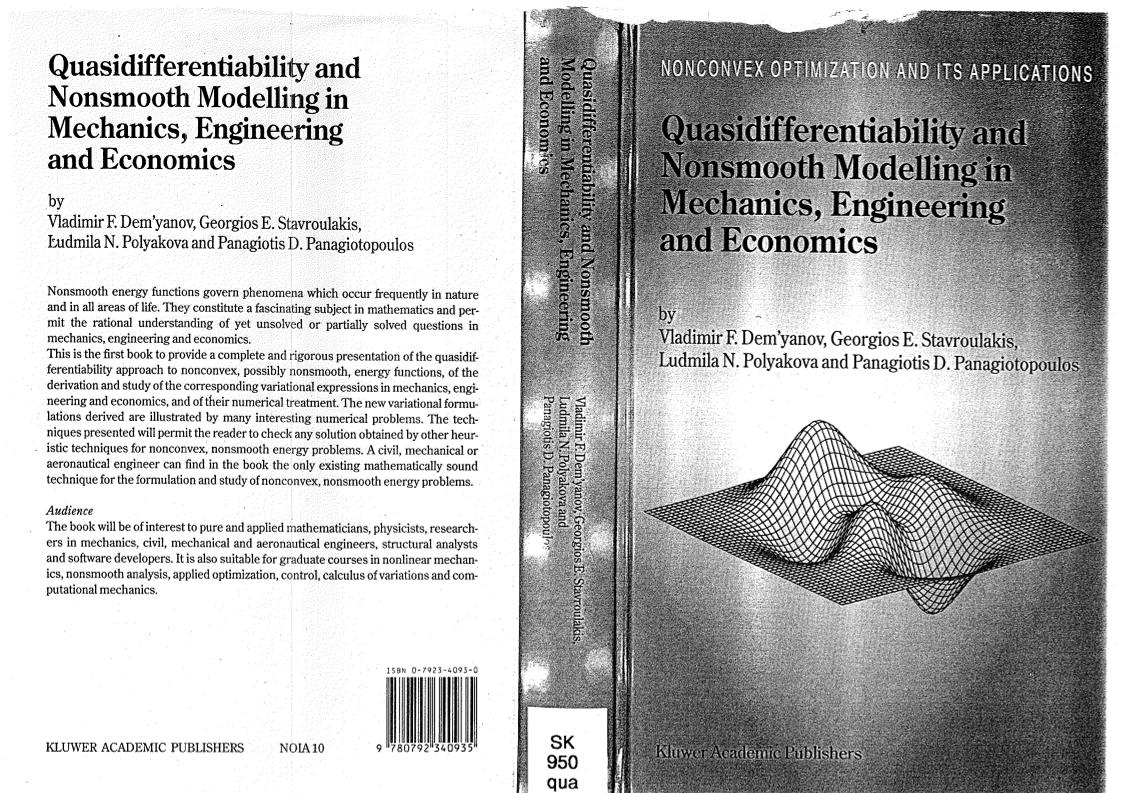 Quasidifferentiability and
Nonsmooth Modelling in
Mechanics, Engineering
and Economics
by
Vladimir F. Dem'yanov, Georgios E. Stavroulakis,
Ludmila N. Polyakova and Panagiotis D. Panagiotopoulos
Nonsmooth energy functions govern phenomena which occur frequently in nature
and in all areas of life. They constitute a fascinating subject in mathematics and per-
mit the rational understanding of yet unsolved or partially solved questions in
mechanics, engineering and economics.
This is the first book to provide a complete and rigorous presentation of the quasidif-
ferentiability approach to nonconvex, possibly nonsmooth, energy functions, of the
derivation and study of the corresponding variational expressions in mechanics, engi-
neering and economics, and of their numerical treatment. The new variational formu-
lations derived are illustrated by many interesting numerical problems. The tech-
niques presented will permit the reader to check any solution obtained by other heur-
istic techniques for nonconvex, nonsmooth energy problems. A civil, mechanical or
aeronautical engineer can find in the book the only existing mathematically sound
technique for the formulation and study of nonconvex, nonsmooth energy problems.
Audience
The book will be of interest to pure and applied mathematicians, physicists, research-
ers in mechanics, civil, mechanical and aeronautical engineers, structural analysts
and software developers. It is also suitable for graduate courses in nonlinear mechan-
ics, nonsmooth analysis, applied optimization, control, calculus of variations and com-
putational mechanics.
ISBN 0-7923-4093-0
9 780792 340935
KLUWER ACADEMIC PUBLISHERS NOIA 10
Quasidifferentiability and Nonsmooth
Modelling in Mechanics, Engineering
and Economics
Vladimir F. Dem'yanov, Georgios E. Stavroulakis,
Ludmila N. Polyakova and
Panagiotis D. Panagiotopoulos
SK
950
qua
NONCONVEX OPTIMIZATION AND ITS APPLICATIONS
Quasidifferentiability and
Nonsmooth Modelling in
Mechanics, Engineering
and Economics
by
Vladimir F. Dem'yanov, Georgios E. Stavroulakis,
Ludmila N. Polyakova and Panagiotis D. Panagiotopoulos
Kluwer Academic Publishers